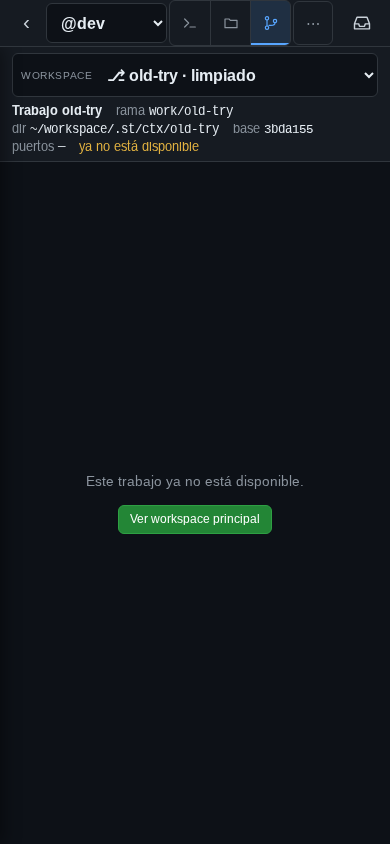 ‹ @dev ...
WORKSPACE ⎇ old-try · limpiado
Trabajo old-try rama work/old-try
dir ~/workspace/.st/ctx/old-try base 3bda155
puertos — ya no está disponible
Este trabajo ya no está disponible.
Ver workspace principal